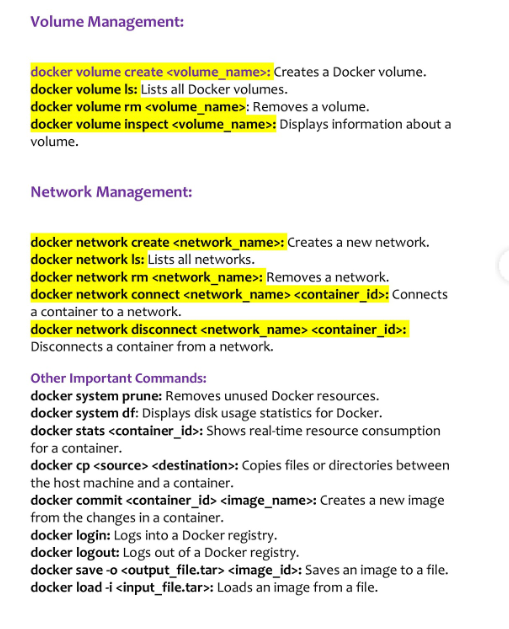 Volume Management:
docker volume create <volume_name>: Creates a Docker volume.
docker volume ls: Lists all Docker volumes.
docker volume rm <volume_name>: Removes a volume.
docker volume inspect <volume_name>: Displays information about a
volume.
Network Management:
docker network create <network_name>: Creates a new network.
docker network ls: Lists all networks.
docker network rm <network_name>: Removes a network.
docker network connect <network_name> <container_id>: Connects
a container to a network.
docker network disconnect <network_name> <container_id>:
Disconnects a container from a network.
Other Important Commands:
docker system prune: Removes unused Docker resources.
docker system df: Displays disk usage statistics for Docker.
docker stats <container_id>: Shows real-time resource consumption
for a container.
docker cp <source> <destination>: Copies files or directories between
the host machine and a container.
docker commit <container_id> <image_name>: Creates a new image
from the changes in a container.
docker login: Logs into a Docker registry.
docker logout: Logs out of a Docker registry.
docker save -o <output_file.tar> <image_id>: Saves an image to a file.
docker load -i <input_file.tar>: Loads an image from a file.